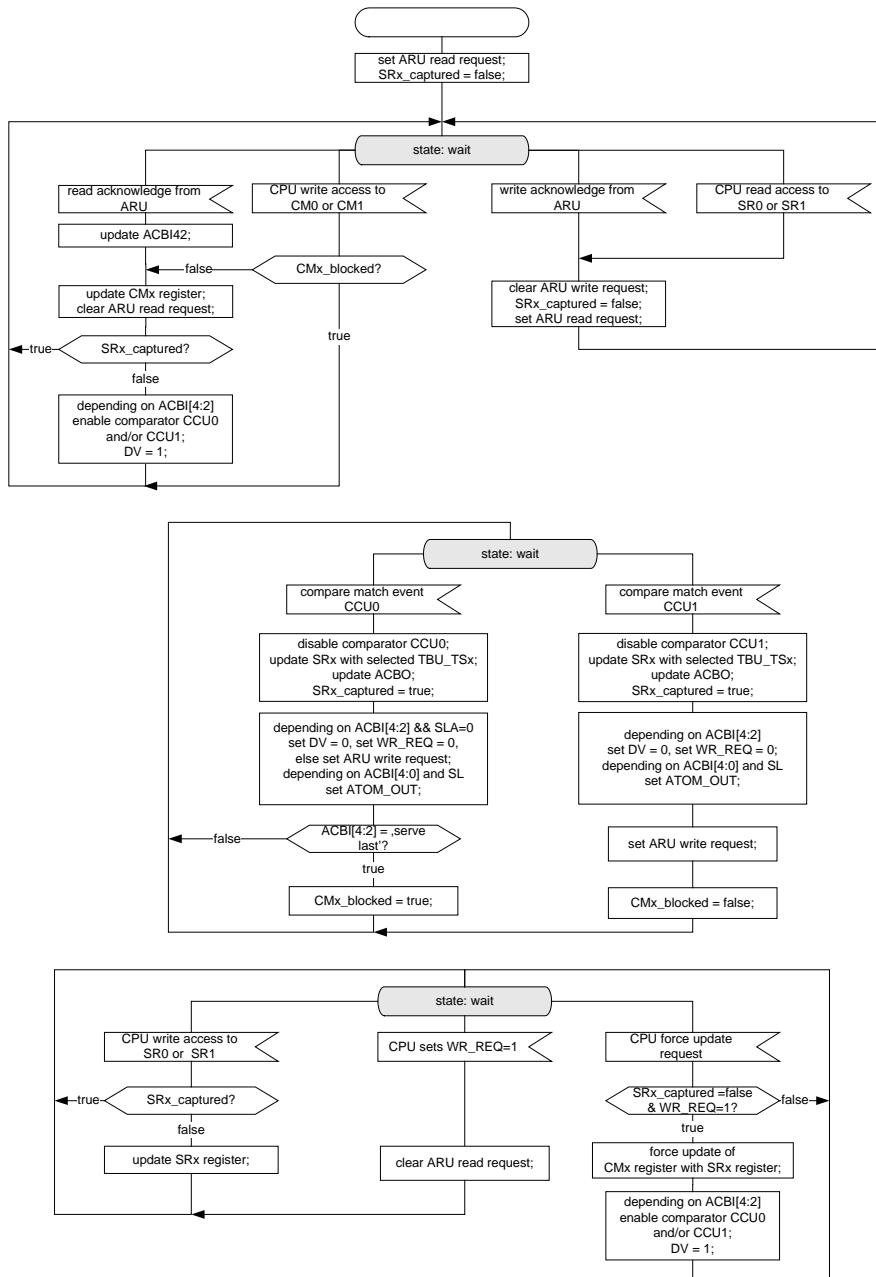 set ARU read request;
SRx_captured = false;
state: wait
read acknowledge from
ARU
CPU write access to
CM0 or CM1
write acknowledge from
ARU
CPU read access to
SR0 or SR1
update ACBI42;
false
CMx_blocked?
update CMx register;
clear ARU read request;
clear ARU write request;
SRx_captured = false;
set ARU read request;
true
true
SRx_captured?
false
depending on ACBI[4:2]
enable comparator CCU0
and/or CCU1;
DV = 1;
state: wait
compare match event
CCU0
compare match event
CCU1
disable comparator CCU0;
update SRx with selected TBU_TSx;
update ACBO;
SRx_captured = true;
disable comparator CCU1;
update SRx with selected TBU_TSx;
update ACBO;
SRx_captured = true;
depending on ACBI[4:2] && SLA=0
set DV = 0, set WR_REQ = 0,
else set ARU write request;
depending on ACBI[4:0] and SL
set ATOM_OUT;
depending on ACBI[4:2]
set DV = 0, set WR_REQ = 0;
depending on ACBI[4:0] and SL
set ATOM_OUT;
false
ACBI[4:2] = ‚serve
last’?
set ARU write request;
true
CMx_blocked = true;
CMx_blocked = false;
state: wait
CPU write access to
SR0 or  SR1
CPU sets WR_REQ=1
CPU force update
request
true
SRx_captured?
SRx_captured =false
& WR_REQ=1?
false
false
true
update SRx register;
clear ARU read request;
force update of
CMx register with SRx register;
depending on ACBI[4:2]
enable comparator CCU0
and/or CCU1;
DV = 1;